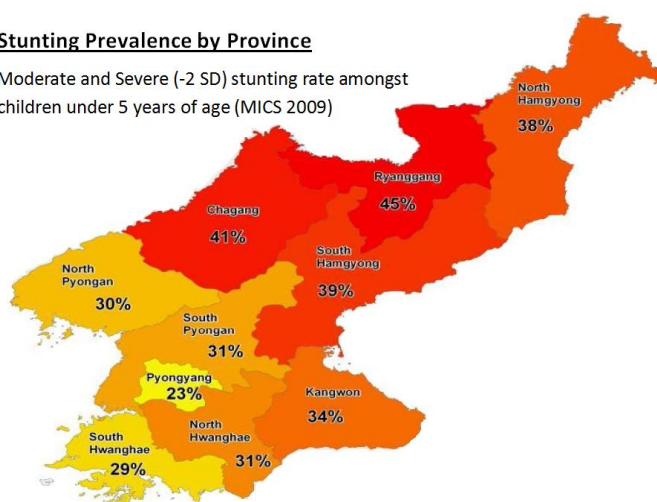 Stunting Prevalence by Province
Moderate and Severe (-2 SD) stunting rate amongst
children under 5 years of age (MICS 2009)
North
Hamgyong
38%
Ryanggang
45%
Chagang
41%
South
Hamgyong
39%
North
Pyongan
30%
South
Pyongan
31%
Pyongyang
23%
Kangwon
34%
North
Hwanghae
31%
South
Hwanghae
29%